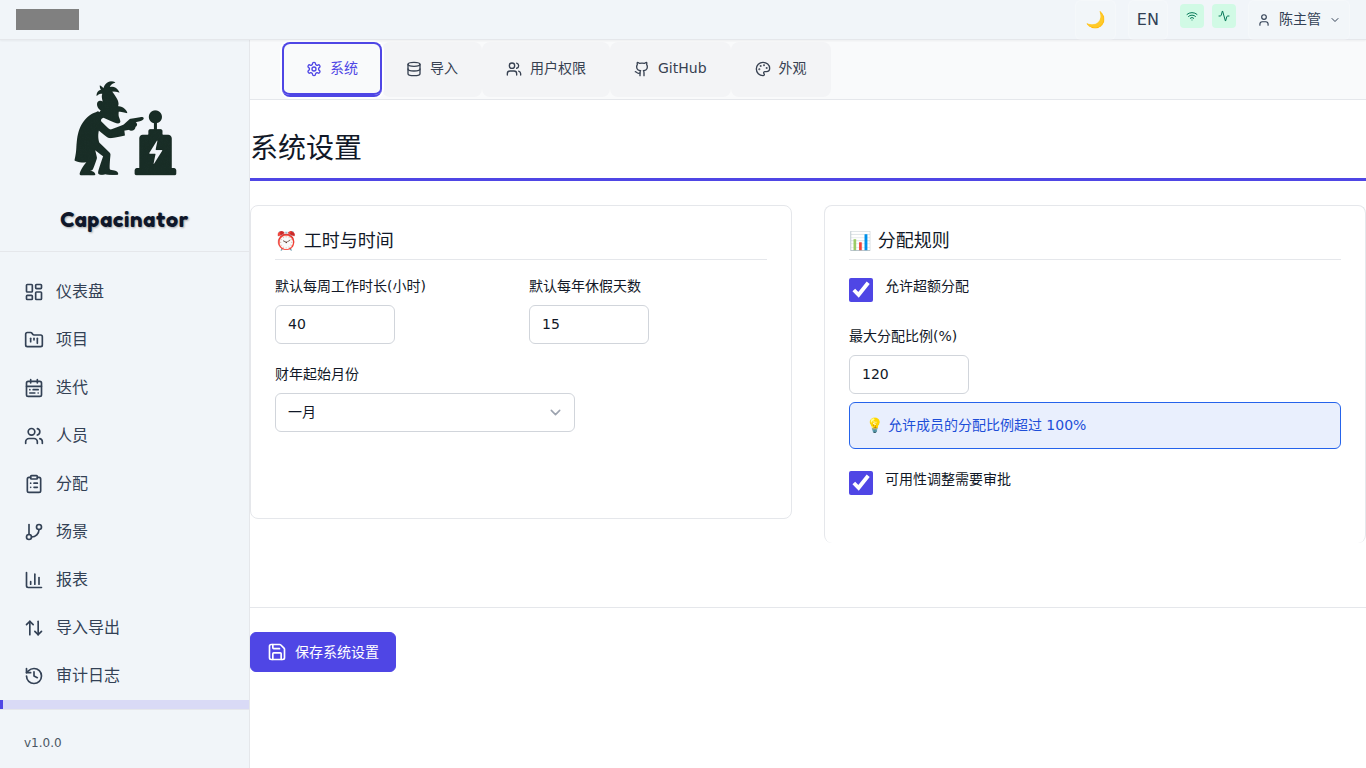 EN
陈主管
系统
导入
用户权限
GitHub
外观
Capacinator
仪表盘
项目
迭代
人员
分配
场景
报表
导入导出
审计日志
v1.0.0
系统设置
工时与时间
默认每周工作时长(小时)
默认每年休假天数
40
15
财年起始月份
一月
分配规则
允许超额分配
最大分配比例(%)
120
允许成员的分配比例超过 100%
可用性调整需要审批
保存系统设置